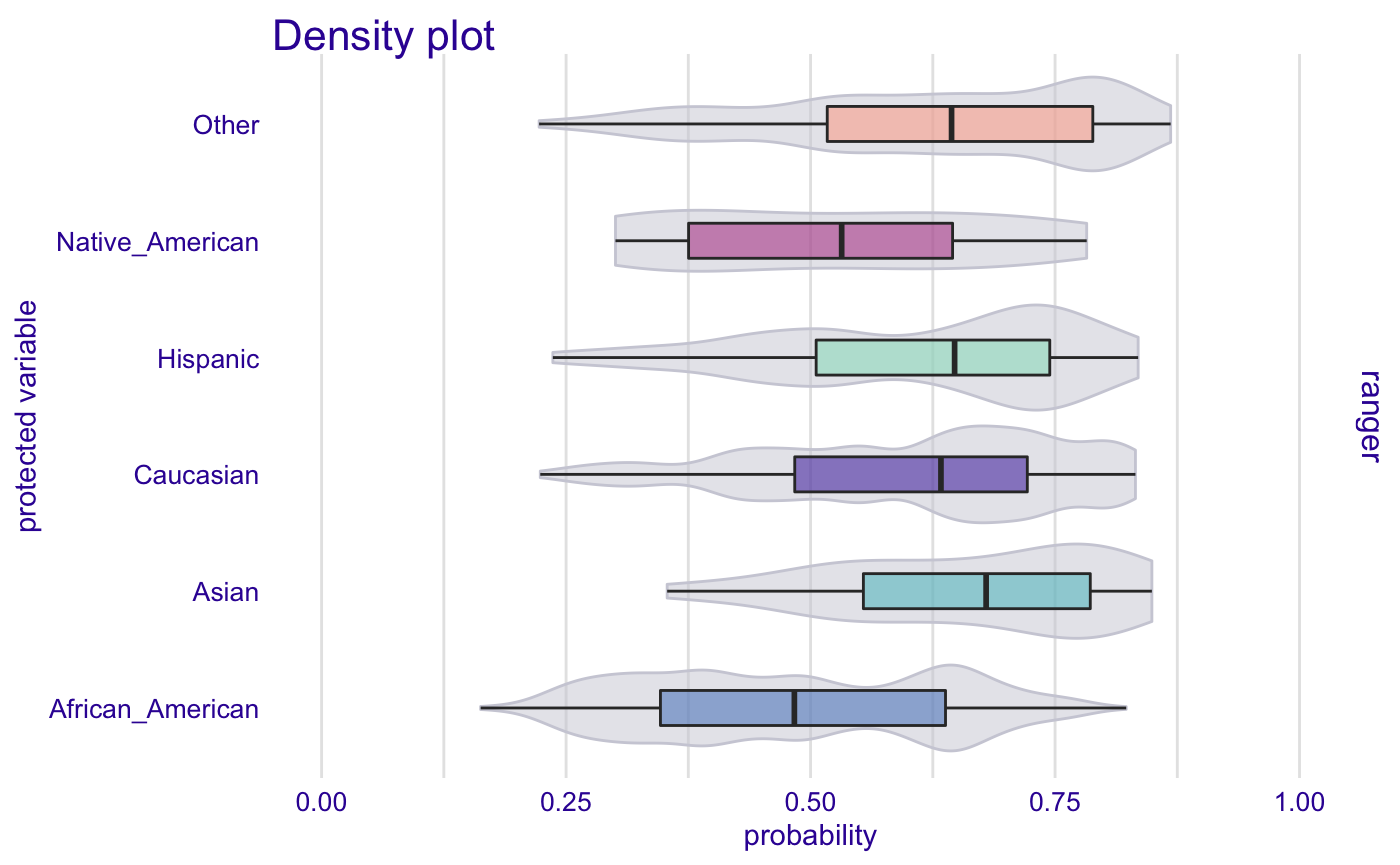 Density plot
Other
Native_American
Hispanic
Caucasian
Asian
African_American
protected variable
ranger
0.00 0.25 0.50 0.75 1.00
probability